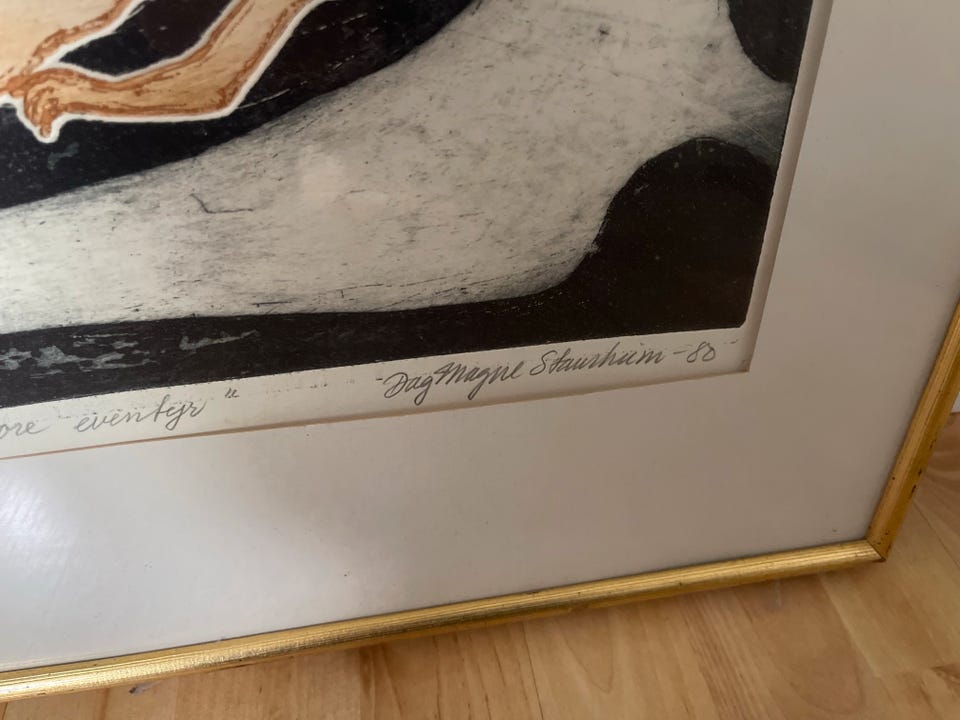 ore eventyr "
Dag Magne Staurheim -80